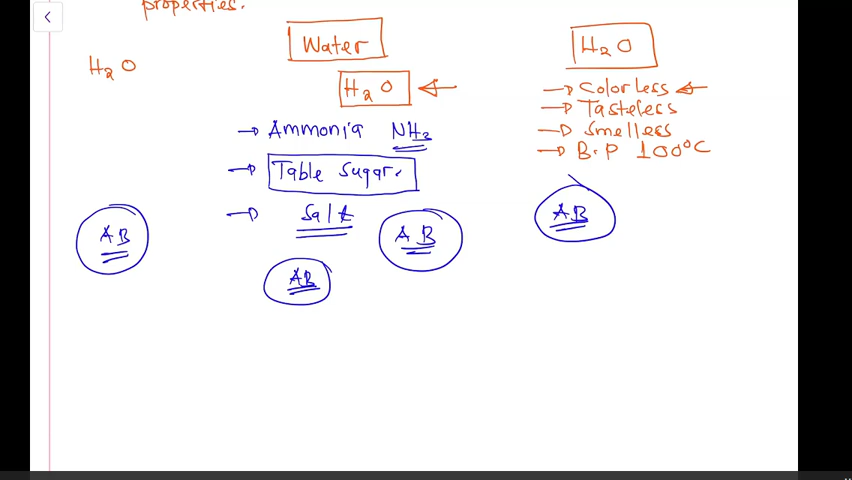 properties.
Water
H₂O
H₂O
H₂O
→ Colorless ←
→ Tasteless
→ Smelless
→ B.P 100°C
→ Ammonia NH₃
→ Table Sugar.
→ Salt
AB
AB
AB
AB